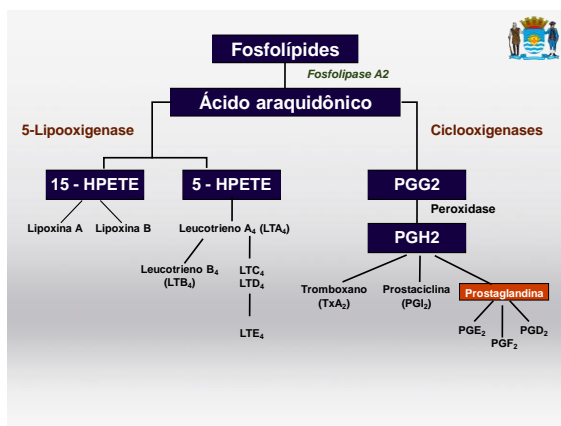 Fosfolípides
Fosfolipase A2
Ácido araquidônico
5-Lipooxigenase
Ciclooxigenases
15 - HPETE
5 - HPETE
PGG2
Peroxidase
PGH2
Lipoxina A
Lipoxina B
Leucotrieno A₄ (LTA₄)
Leucotrieno B₄
(LTB₄)
LTC₄
LTD₄
LTE₄
Tromboxano
(TxA₂)
Prostaciclina
(PGI₂)
Prostaglandina
PGE₂
PGF₂
PGD₂